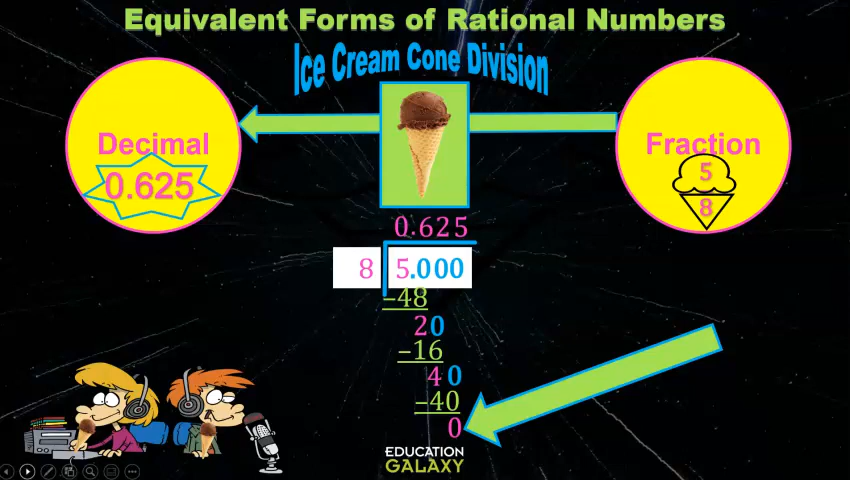 Equivalent Forms of Rational Numbers
Ice Cream Cone Division
Decimal
0.625
Fraction
5
8
0.625
8 5.000
–48
20
–16
40
–40
0
EDUCATION
GALAXY